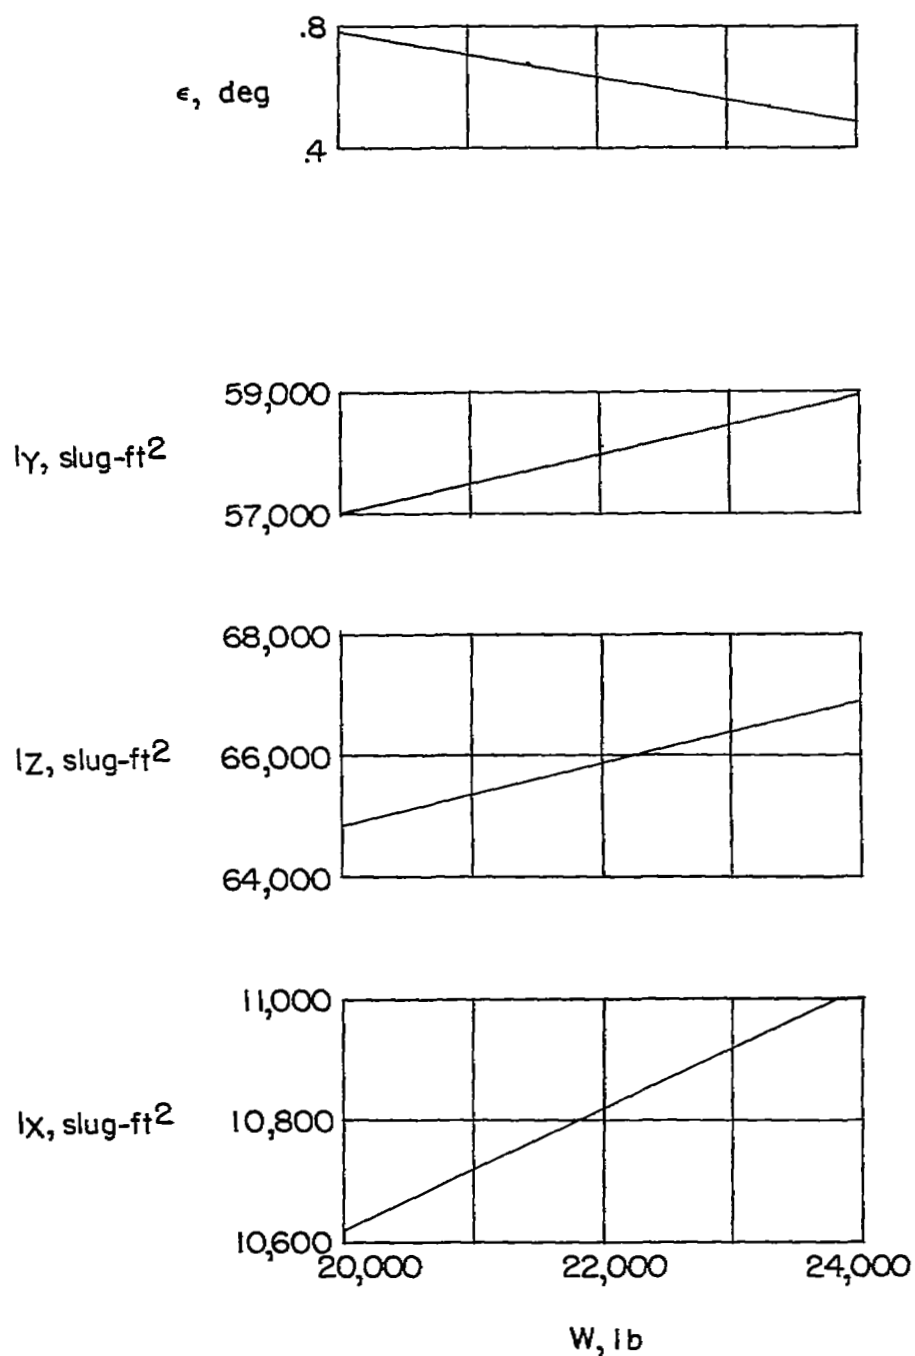 .8
ϵ, deg
.4
59,000
IY, slug-ft2
57,000
68,000
IZ, slug-ft2
66,000
64,000
11,000
IX, slug-ft2
10,800
10,600
20,000 22,000 24,000
W, lb